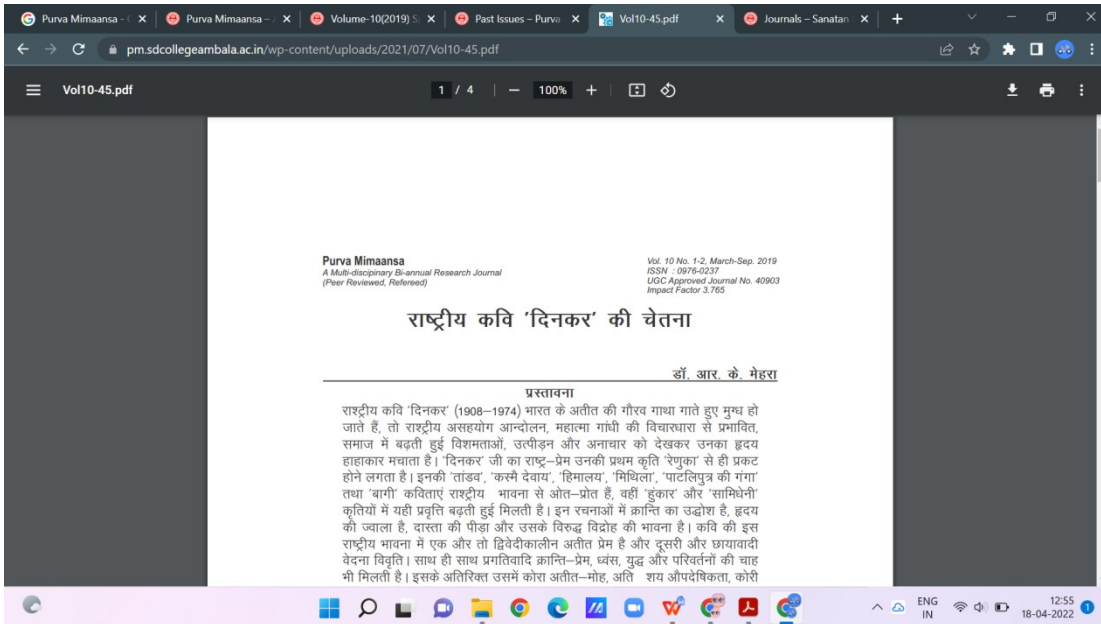 Purva Mimaansa -
Purva Mimaansa –
Volume-10(2019)
Past Issues – Purva
Vol10-45.pdf
Journals – Sanatan
pm.sdcollegeambala.ac.in/wp-content/uploads/2021/07/Vol10-45.pdf
Vol10-45.pdf
1 / 4
100%
Purva Mimaansa
A Multi-discipinary Bi-annual Research Journal
(Peer Reviewed, Refereed)
Vol. 10 No. 1-2, March-Sep. 2019
ISSN : 0976-0237
UGC Approved Journal No. 40903
Impact Factor 3.765
राष्ट्रीय कवि 'दिनकर' की चेतना
डॉ. आर. के. मेहरा
प्रस्तावना
राश्ट्रीय कवि 'दिनकर' (1908–1974) भारत के अतीत की गौरव गाथा गाते हुए मुग्ध हो
जाते हैं, तो राश्ट्रीय असहयोग आन्दोलन, महात्मा गांधी की विचारधारा से प्रभावित,
समाज में बढ़ती हुई विशमताओं, उत्पीड़न और अनाचार को देखकर उनका हृदय
हाहाकार मचाता है। 'दिनकर' जी का राष्ट्र–प्रेम उनकी प्रथम कृति 'रेणुका' से ही प्रकट
होने लगता है। इनकी 'तांडव', 'कस्मै देवाय', 'हिमालय', 'मिथिला', 'पाटलिपुत्र की गंगा'
तथा 'बागी' कविताएं राश्ट्रीय भावना से ओत–प्रोत हैं, वहीं 'हुंकार' और 'सामिधेनी'
कृतियों में यही प्रवृत्ति बढ़ती हुई मिलती है। इन रचनाओं में क्रान्ति का उद्घोश है, हृदय
की ज्वाला है, दास्ता की पीड़ा और उसके विरुद्ध विद्रोह की भावना है। कवि की इस
राष्ट्रीय भावना में एक और तो द्विवेदीकालीन अतीत प्रेम है और दूसरी और छायावादी
वेदना विवृति। साथ ही साथ प्रगतिवादि क्रान्ति–प्रेम, ध्वंस, युद्ध और परिवर्तनों की चाह
भी मिलती है। इसके अतिरिक्त उसमें कोरा अतीत–मोह, अति शय औपदेषिकता, कोरी
ENG
IN
12:55
18-04-2022
1